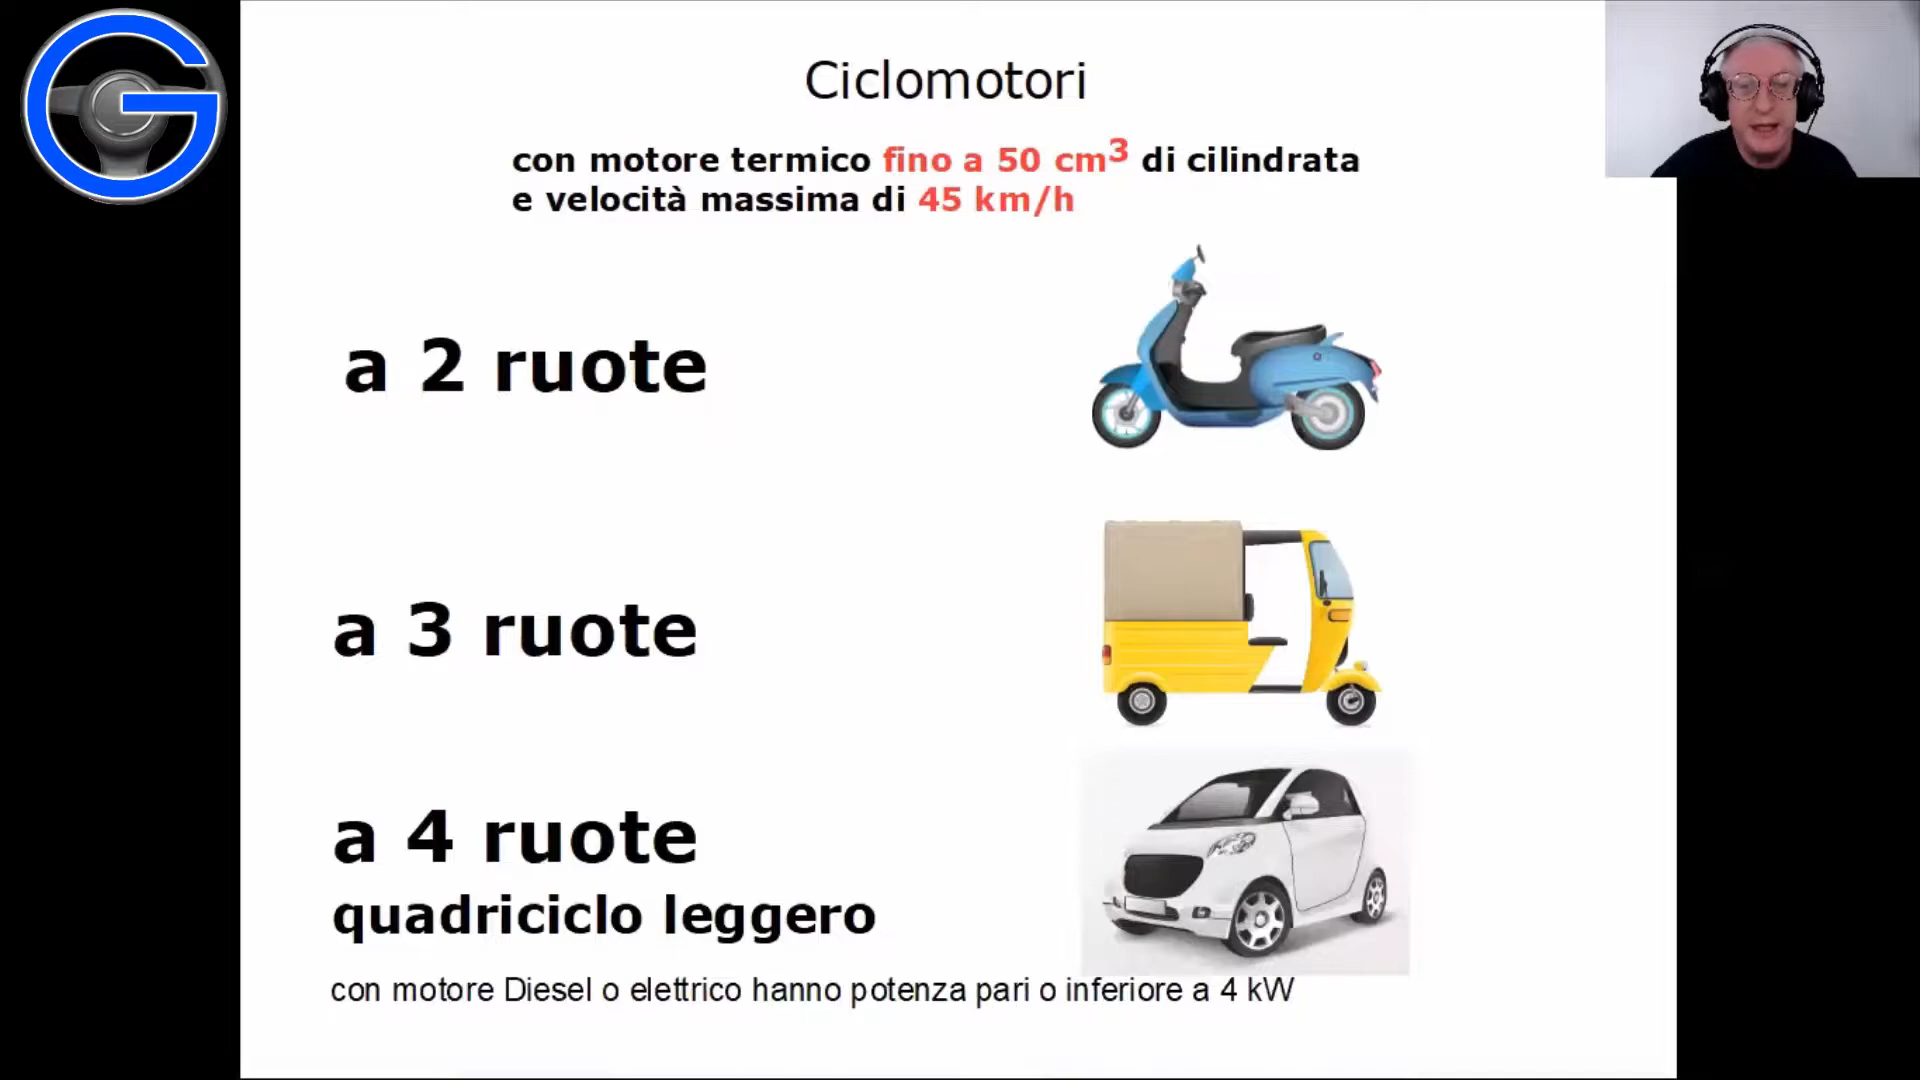 Ciclomotori
con motore termico fino a 50 cm³ di cilindrata
e velocità massima di 45 km/h
a 2 ruote
a 3 ruote
a 4 ruote
quadriciclo leggero
con motore Diesel o elettrico hanno potenza pari o inferiore a 4 kW
G